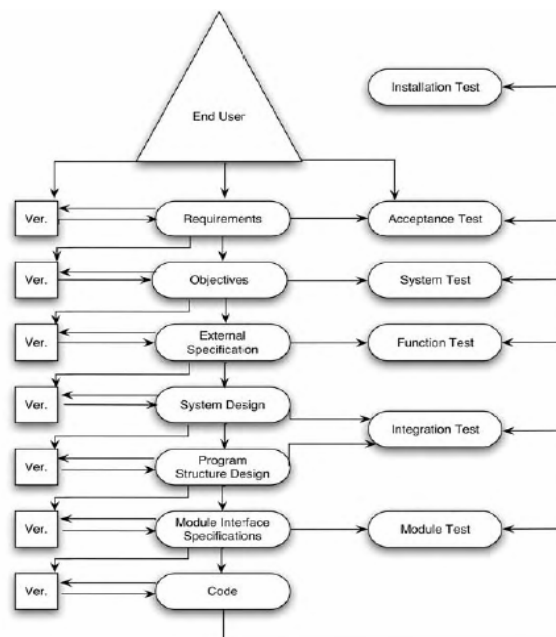 End User
Installation Test
Ver.
Requirements
Acceptance Test
Ver.
Objectives
System Test
Ver.
External
Specification
Function Test
Ver.
System Design
Integration Test
Ver.
Program
Structure Design
Ver.
Module Interface
Specifications
Module Test
Ver.
Code